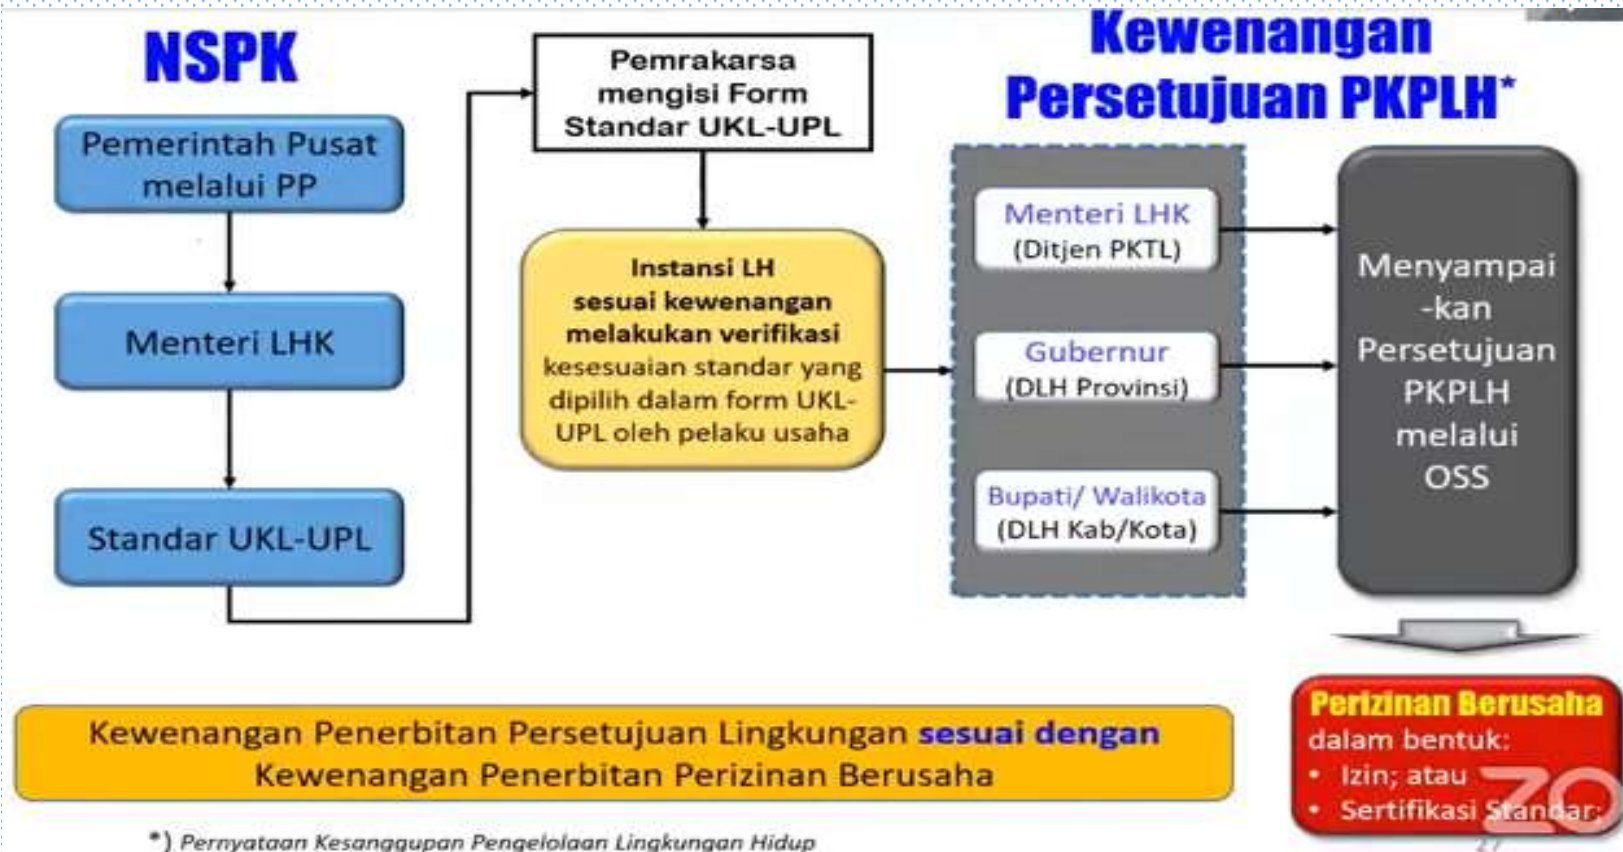 NSPK
Pemerintah Pusat
melalui PP
Menteri LHK
Standar UKL-UPL
Pemrakarsa
mengisi Form
Standar UKL-UPL
Instansi LH
sesuai kewenangan
melakukan verifikasi
kesesuaian standar yang
dipilih dalam form UKL-
UPL oleh pelaku usaha
Kewenangan
Persetujuan PKPLH*
Menteri LHK
(Ditjen PKTL)
Gubernur
(DLH Provinsi)
Bupati/ Walikota
(DLH Kab/Kota)
Menyampai
-kan
Persetujuan
PKPLH
melalui
OSS
Perizinan Berusaha
dalam bentuk:
• Izin; atau
• Sertifikasi Standar;
Kewenangan Penerbitan Persetujuan Lingkungan sesuai dengan
Kewenangan Penerbitan Perizinan Berusaha
*) Pernyataan Kesanggupan Pengelolaan Lingkungan Hidup
ZO
27